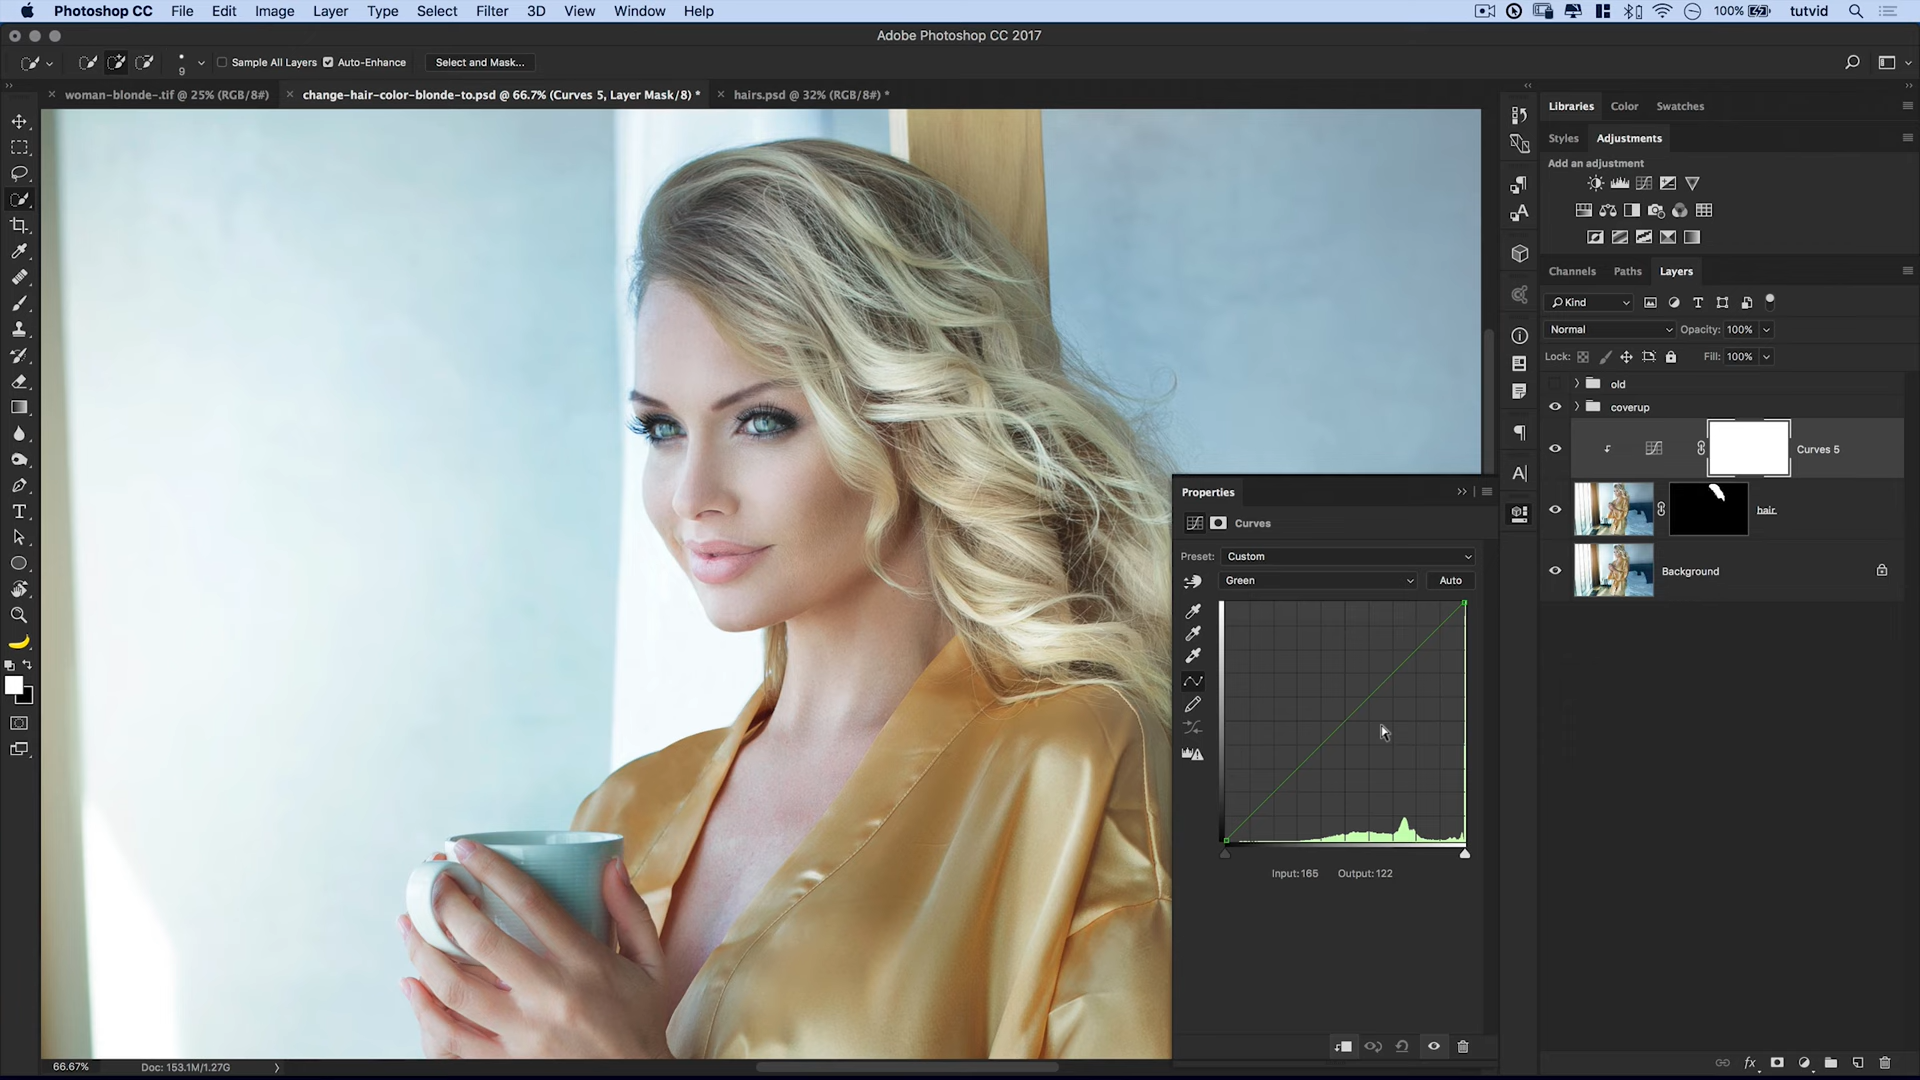 Photoshop CC File Edit Image Layer Type Select Filter 3D View Window Help 100% tutvid
Adobe Photoshop CC 2017
9 Sample All Layers Auto-Enhance Select and Mask...
woman-blonde-.tif @ 25% (RGB/8#) change-hair-color-blonde-to.psd @ 66.7% (Curves 5, Layer Mask/8) * hairs.psd @ 32% (RGB/8#) *
Libraries Color Swatches
Styles Adjustments
Add an adjustment
Channels Paths Layers
Kind
Normal Opacity: 100%
Lock: Fill: 100%
old
coverup
Curves 5
hair
Background
Properties
Curves
Preset: Custom
Green Auto
Input:165 Output:122
66.67% Doc: 153.1M/1.27G
fx